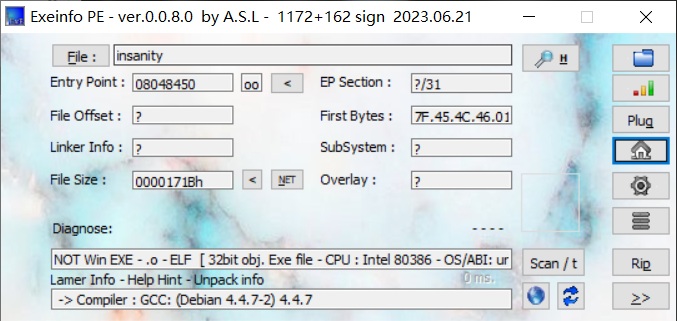 Exeinfo PE - ver.0.0.8.0 by A.S.L - 1172+162 sign 2023.06.21
File : insanity H
Entry Point : 08048450 oo < EP Section : ?/31
File Offset : ? First Bytes : 7F.45.4C.46.01 Plug
Linker Info : ? SubSystem : ?
File Size : 0000171Bh < NET Overlay : ?
Diagnose: ----
NOT Win EXE - .o - ELF [ 32bit obj. Exe file - CPU : Intel 80386 - OS/ABI: ur Scan / t Rip
Lamer Info - Help Hint - Unpack info 0 ms.
-> Compiler : GCC: (Debian 4.4.7-2) 4.4.7 >>